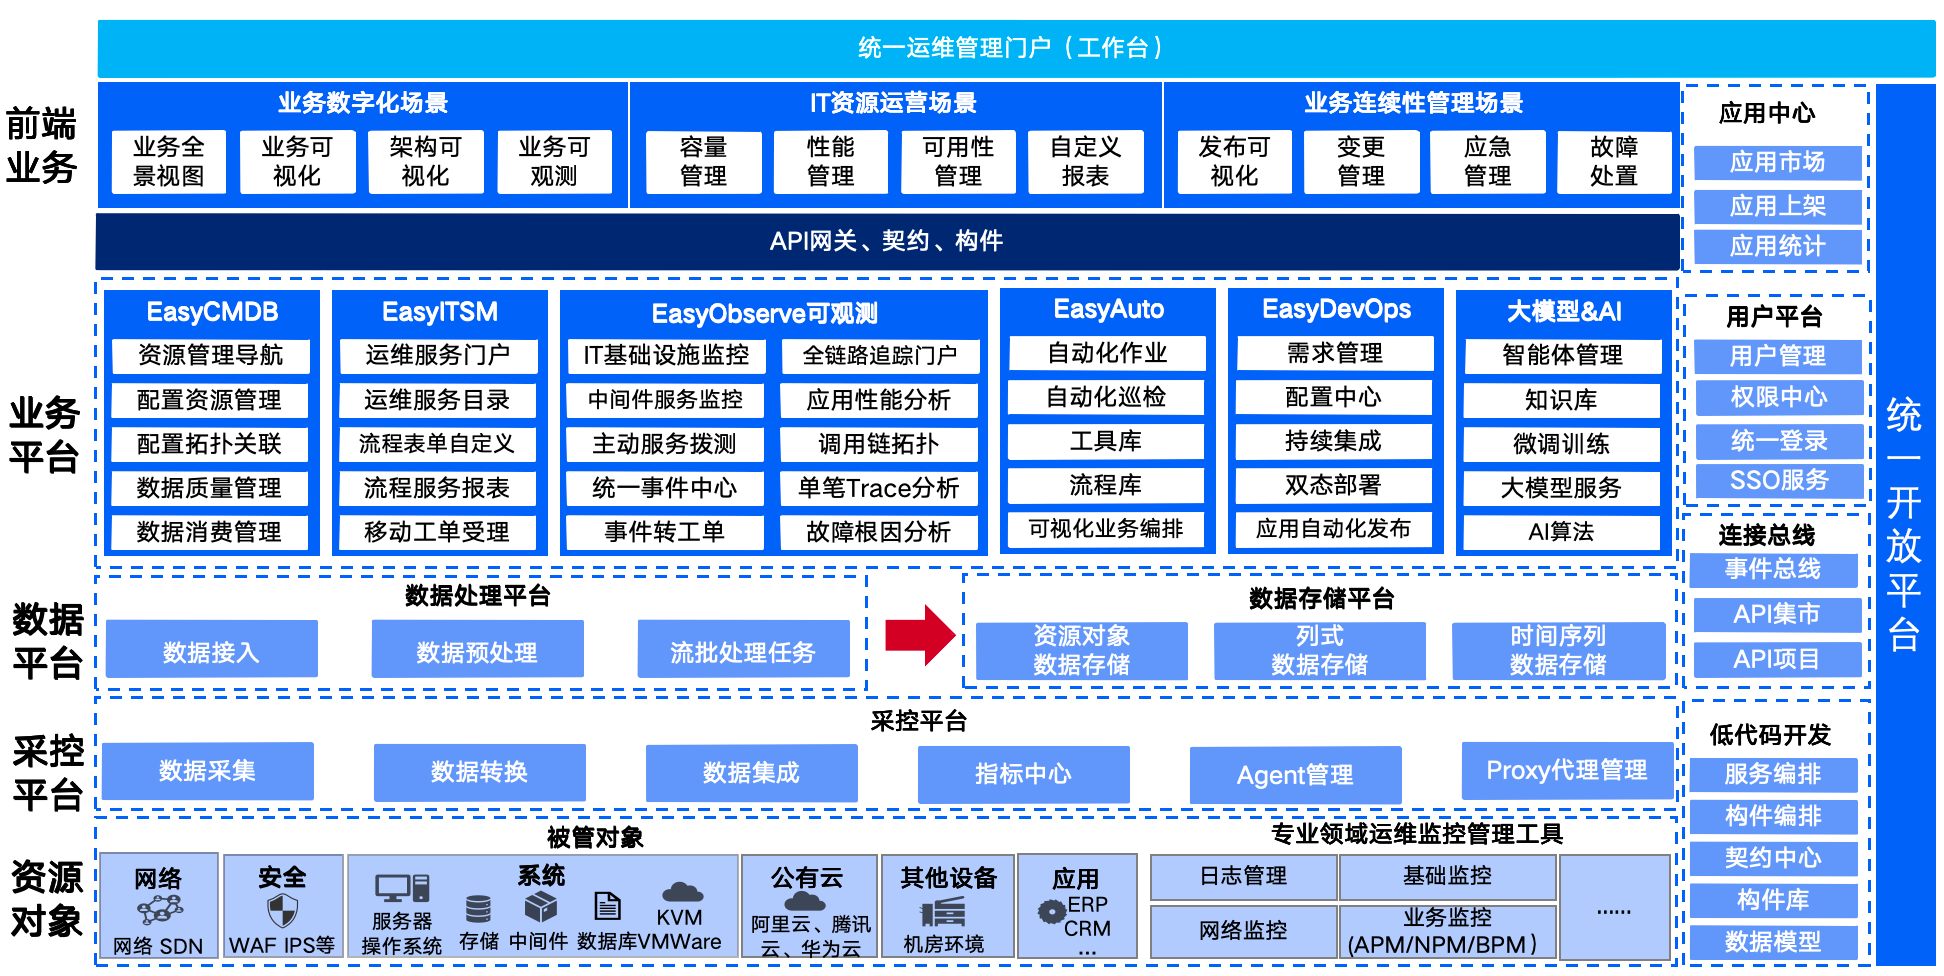 统一运维管理门户（工作台）
前端
业务
业务数字化场景
业务全
景视图
业务可
视化
架构可
视化
业务可
观测
IT资源运营场景
容量
管理
性能
管理
可用性
管理
自定义
报表
业务连续性管理场景
发布可
视化
变更
管理
应急
管理
故障
处置
API网关、契约、构件
应用中心
应用市场
应用上架
应用统计
业务
平台
EasyCMDB
资源管理导航
配置资源管理
配置拓扑关联
数据质量管理
数据消费管理
EasyITSM
运维服务门户
运维服务目录
流程表单自定义
流程服务报表
移动工单受理
EasyObserve可观测
IT基础设施监控
中间件服务监控
主动服务拨测
统一事件中心
事件转工单
全链路追踪门户
应用性能分析
调用链拓扑
单笔Trace分析
故障根因分析
EasyAuto
自动化作业
自动化巡检
工具库
流程库
可视化业务编排
EasyDevOps
需求管理
配置中心
持续集成
双态部署
应用自动化发布
大模型&AI
智能体管理
知识库
微调训练
大模型服务
AI算法
用户平台
用户管理
权限中心
统一登录
SSO服务
数据
平台
数据处理平台
数据接入
数据预处理
流批处理任务
数据存储平台
资源对象
数据存储
列式
数据存储
时间序列
数据存储
连接总线
事件总线
API集市
API项目
采控
平台
采控平台
数据采集
数据转换
数据集成
指标中心
Agent管理
Proxy代理管理
低代码开发
服务编排
构件编排
契约中心
构件库
数据模型
资源
对象
被管对象
网络
网络 SDN
安全
WAF IPS等
系统
服务器
操作系统
存储
中间件
数据库
KVM
VMWare
公有云
阿里云、腾讯
云、华为云
其他设备
机房环境
应用
ERP
CRM
...
专业领域运维监控管理工具
日志管理
基础监控
网络监控
业务监控
(APM/NPM/BPM）
......
统一开放平台